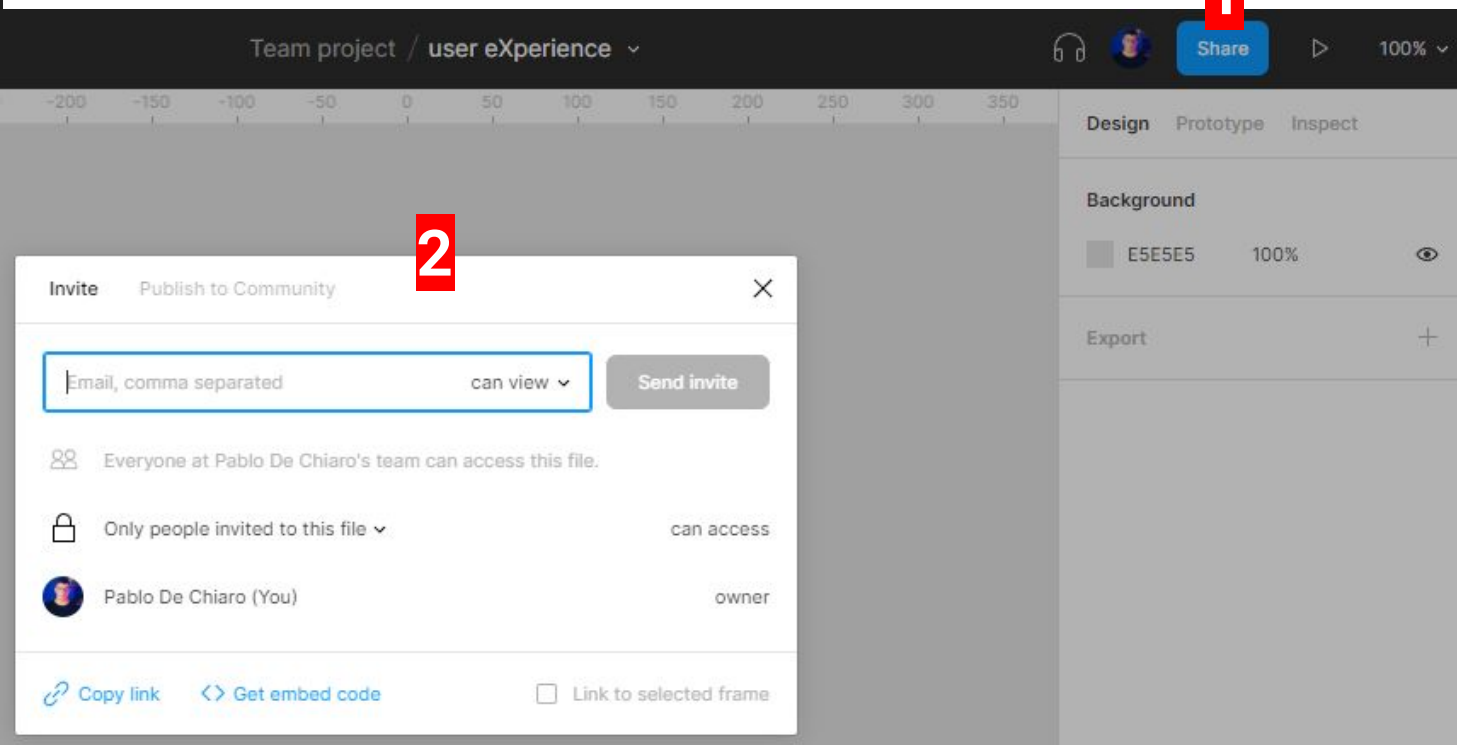 1
Team project / user eXperience
Share
100%
-200 -150 -100 -50 0 50 100 150 200 250 300 350
Design Prototype Inspect
Background
E5E5E5 100%
Export
2
Invite Publish to Community
Email, comma separated can view Send invite
Everyone at Pablo De Chiaro's team can access this file.
Only people invited to this file can access
Pablo De Chiaro (You) owner
Copy link <> Get embed code Link to selected frame